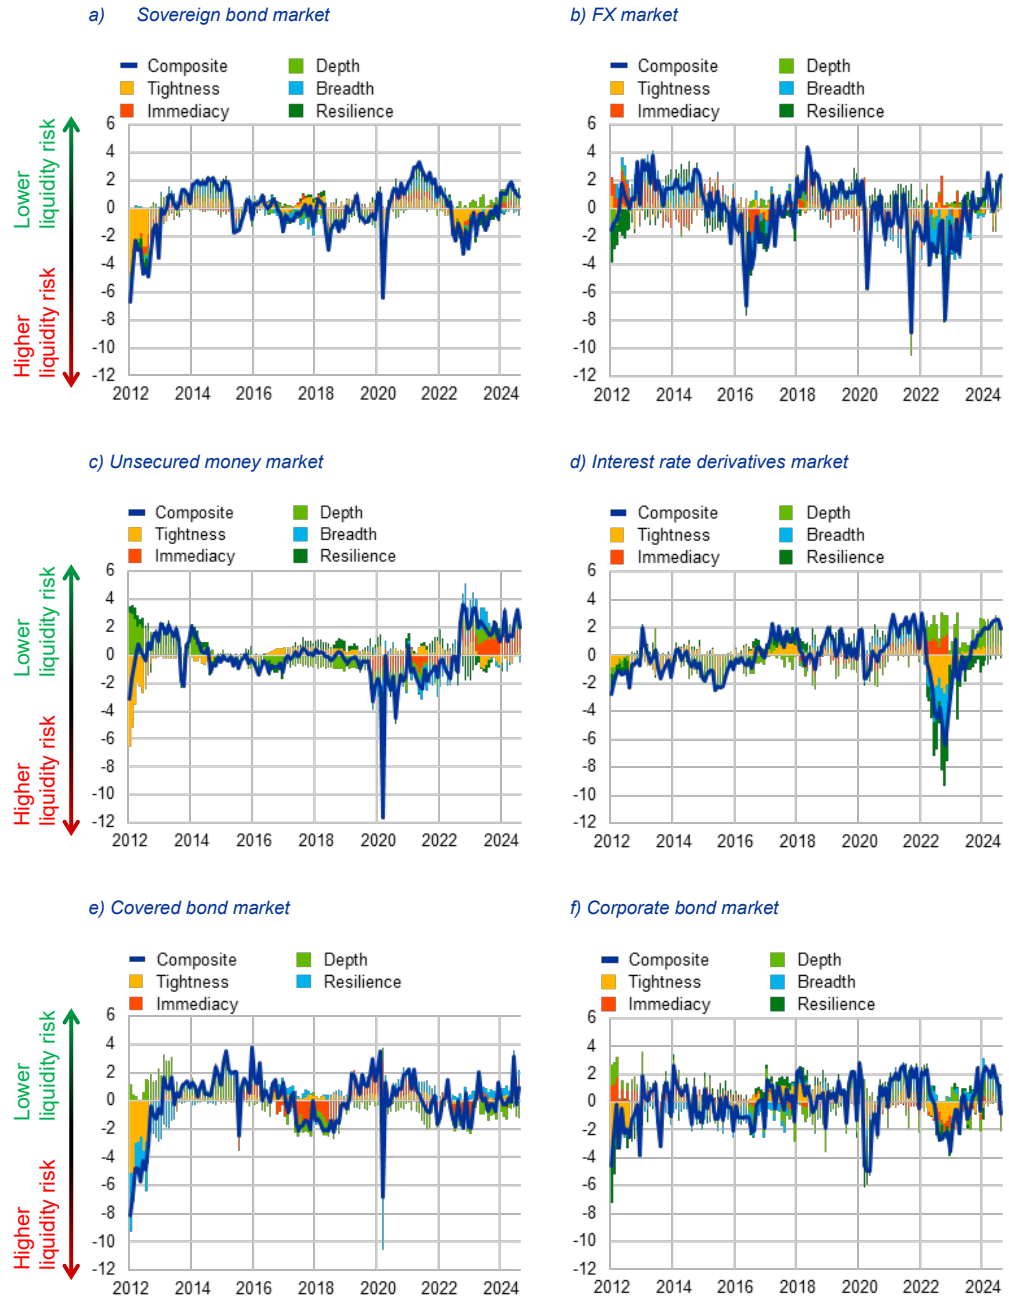 a) Sovereign bond market
Composite
Depth
Tightness
Breadth
Immediacy
Resilience
Lower
liquidity risk
Higher
liquidity risk
6
4
2
0
-2
-4
-6
-8
-10
-12
2012 2014 2016 2018 2020 2022 2024
b) FX market
Composite
Depth
Tightness
Breadth
Immediacy
Resilience
6
4
2
0
-2
-4
-6
-8
-10
-12
2012 2014 2016 2018 2020 2022 2024
c) Unsecured money market
Composite
Depth
Tightness
Breadth
Immediacy
Resilience
Lower
liquidity risk
Higher
liquidity risk
6
4
2
0
-2
-4
-6
-8
-10
-12
2012 2014 2016 2018 2020 2022 2024
d) Interest rate derivatives market
Composite
Depth
Tightness
Breadth
Immediacy
Resilience
6
4
2
0
-2
-4
-6
-8
-10
-12
2012 2014 2016 2018 2020 2022 2024
e) Covered bond market
Composite
Depth
Tightness
Resilience
Immediacy
Lower
liquidity risk
Higher
liquidity risk
6
4
2
0
-2
-4
-6
-8
-10
-12
2012 2014 2016 2018 2020 2022 2024
f) Corporate bond market
Composite
Depth
Tightness
Breadth
Immediacy
Resilience
6
4
2
0
-2
-4
-6
-8
-10
-12
2012 2014 2016 2018 2020 2022 2024